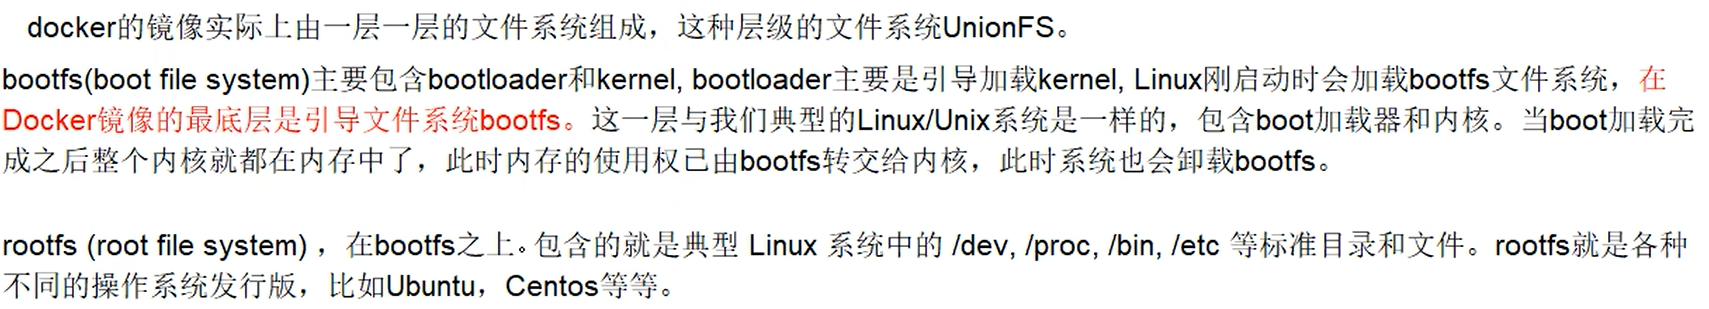 docker的镜像实际上由一层一层的文件系统组成，这种层级的文件系统UnionFS。
bootfs(boot file system)主要包含bootloader和kernel, bootloader主要是引导加载kernel, Linux刚启动时会加载bootfs文件系统，在
Docker镜像的最底层是引导文件系统bootfs。这一层与我们典型的Linux/Unix系统是一样的，包含boot加载器和内核。当boot加载完
成之后整个内核就都在内存中了，此时内存的使用权已由bootfs转交给内核，此时系统也会卸载bootfs。
rootfs (root file system) ，在bootfs之上。包含的就是典型 Linux 系统中的 /dev, /proc, /bin, /etc 等标准目录和文件。rootfs就是各种
不同的操作系统发行版，比如Ubuntu，Centos等等。